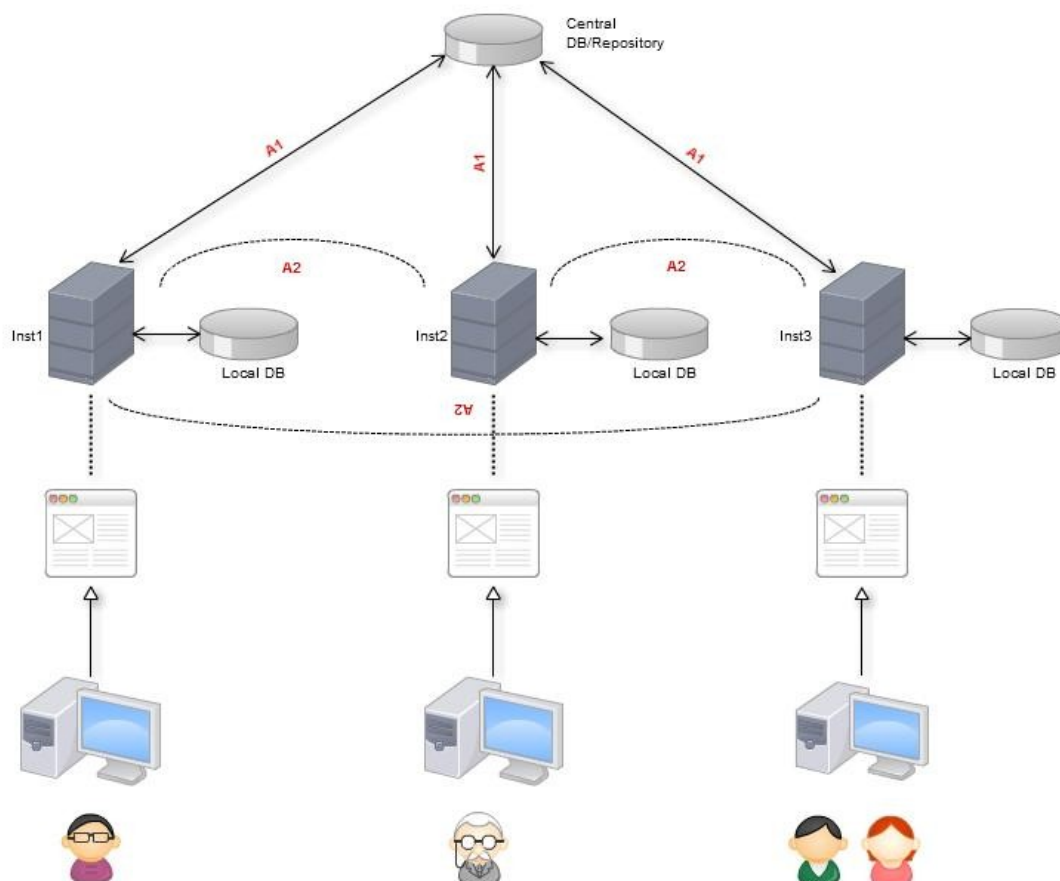 Central
DB/Repository
A1
A1
A1
A2
A2
Inst1
Local DB
Inst2
Local DB
Inst3
Local DB
A2